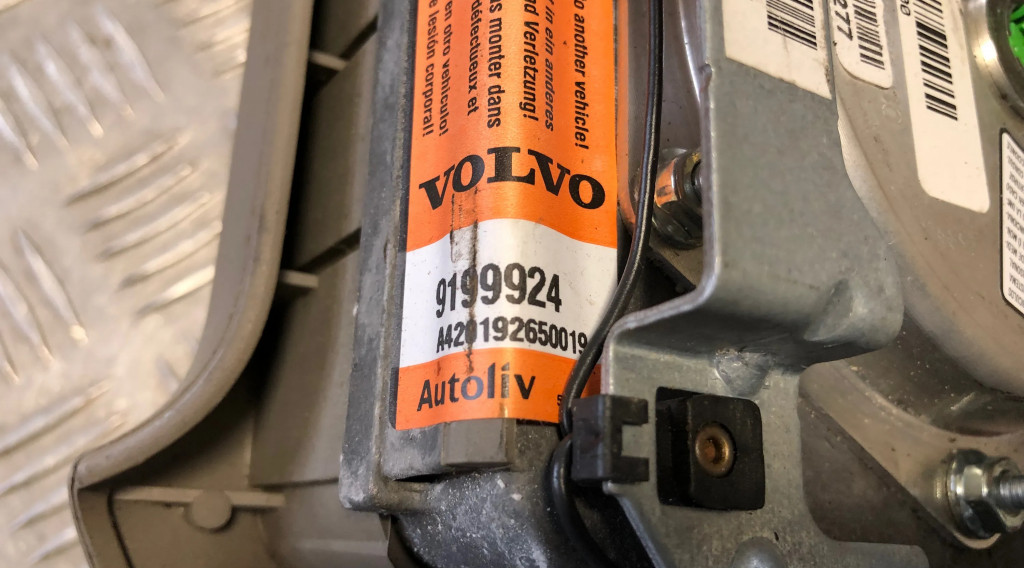 o another vehicle!
r in ein anderes
d Verletzung!
s monter dans
défectueux et
en otro vehiculo)
e lesión corporal!
VOLVO
9199924
A420192650019
Autoliv
277